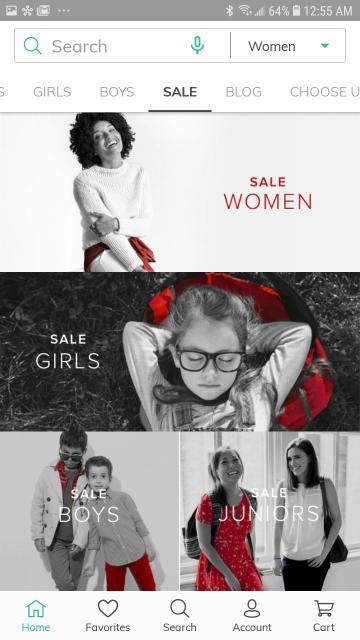 64% 12:55 AM
Search Women
S GIRLS BOYS SALE BLOG CHOOSE U
SALE
WOMEN
SALE
GIRLS
SALE
BOYS
SALE
JUNIORS
Home Favorites Search Account Cart